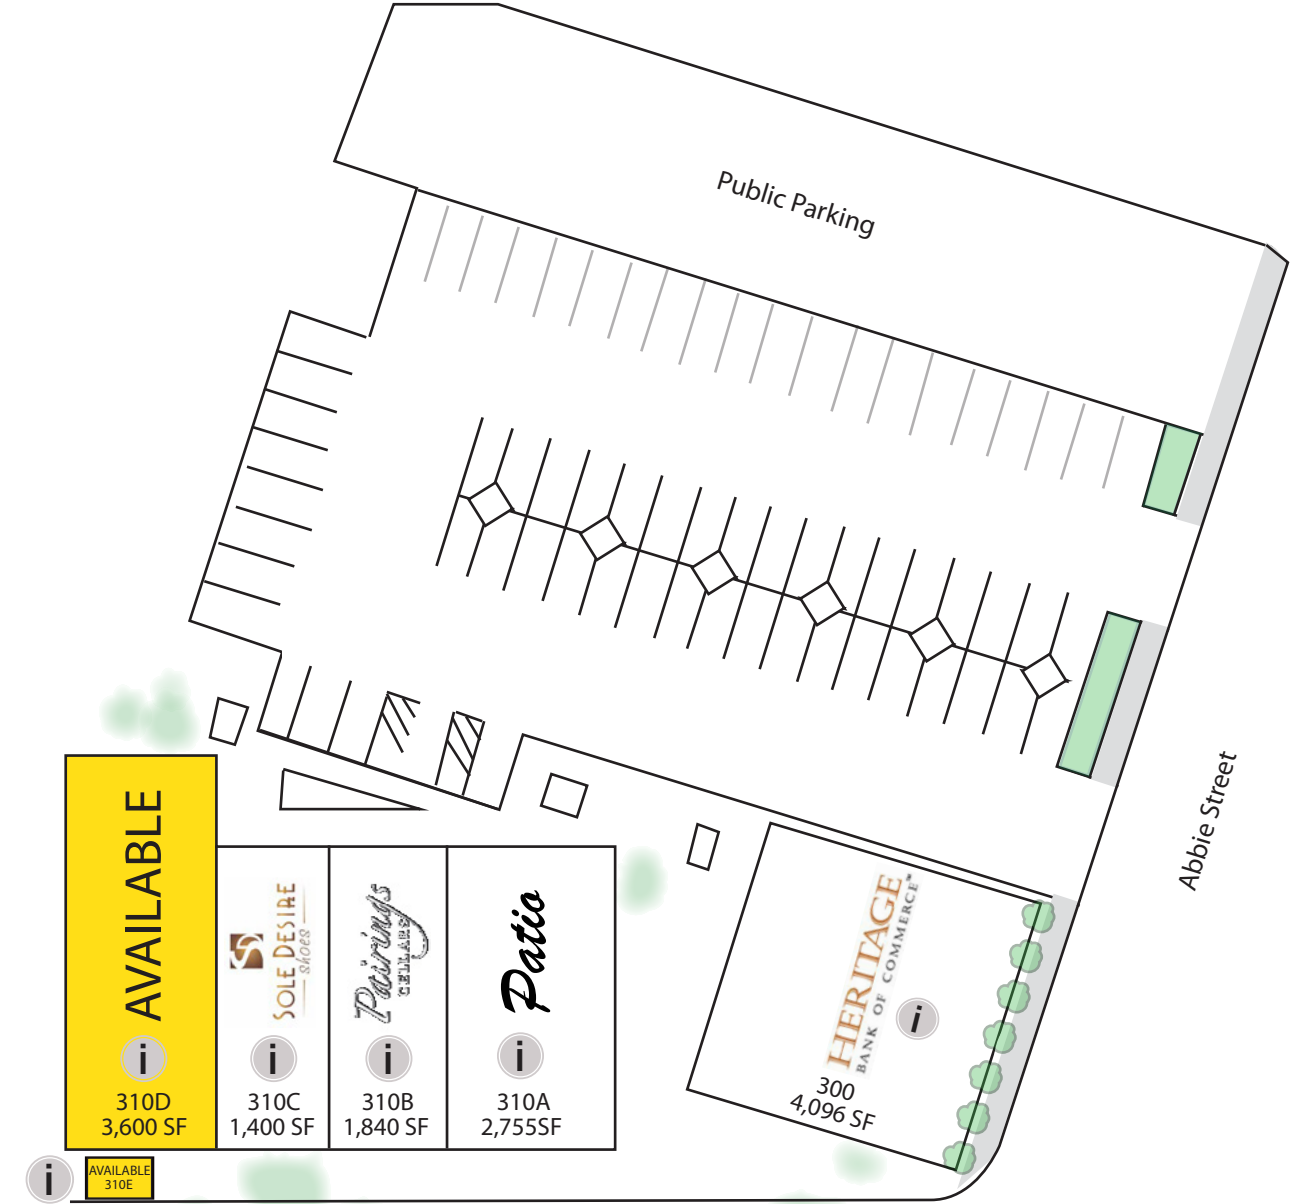 Public Parking
Abbie Street
AVAILABLE
i
310D
3,600 SF
SOLE DESIRE
shoes
i
310C
1,400 SF
Pairings
CELLARS
i
310B
1,840 SF
Patio
i
310A
2,755SF
HERITAGE
BANK OF COMMERCE™
i
300
4,096 SF
i
AVAILABLE
310E